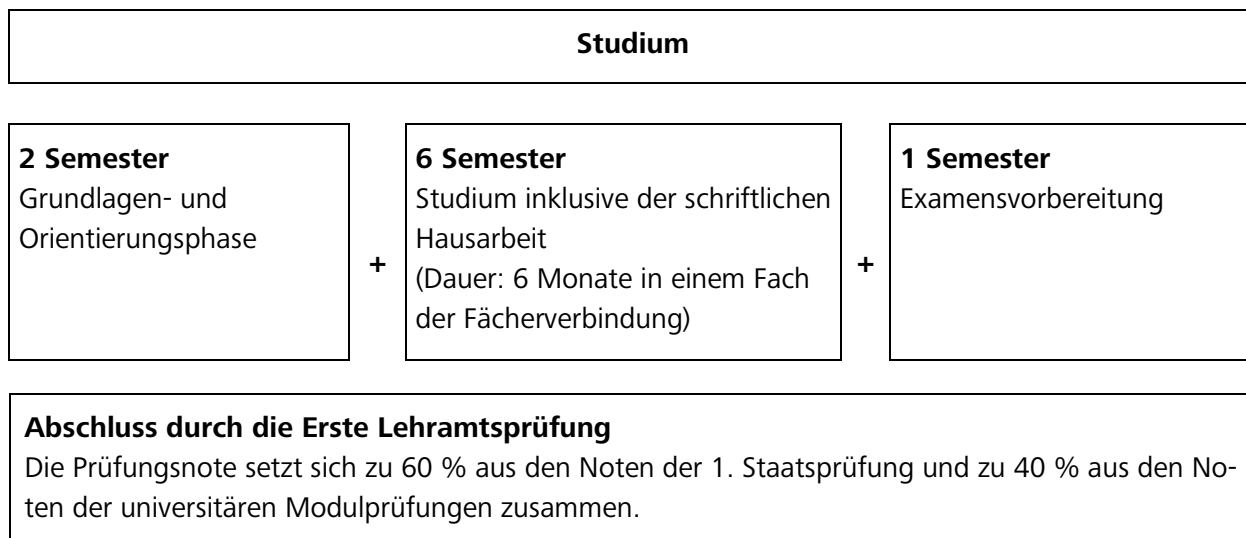 Studium
2 Semester
Grundlagen- und
Orientierungsphase
+
6 Semester
Studium inklusive der schriftlichen
Hausarbeit
(Dauer: 6 Monate in einem Fach
der Fächerverbindung)
+
1 Semester
Examensvorbereitung
Abschluss durch die Erste Lehramtsprüfung
Die Prüfungsnote setzt sich zu 60 % aus den Noten der 1. Staatsprüfung und zu 40 % aus den No-
ten der universitären Modulprüfungen zusammen.